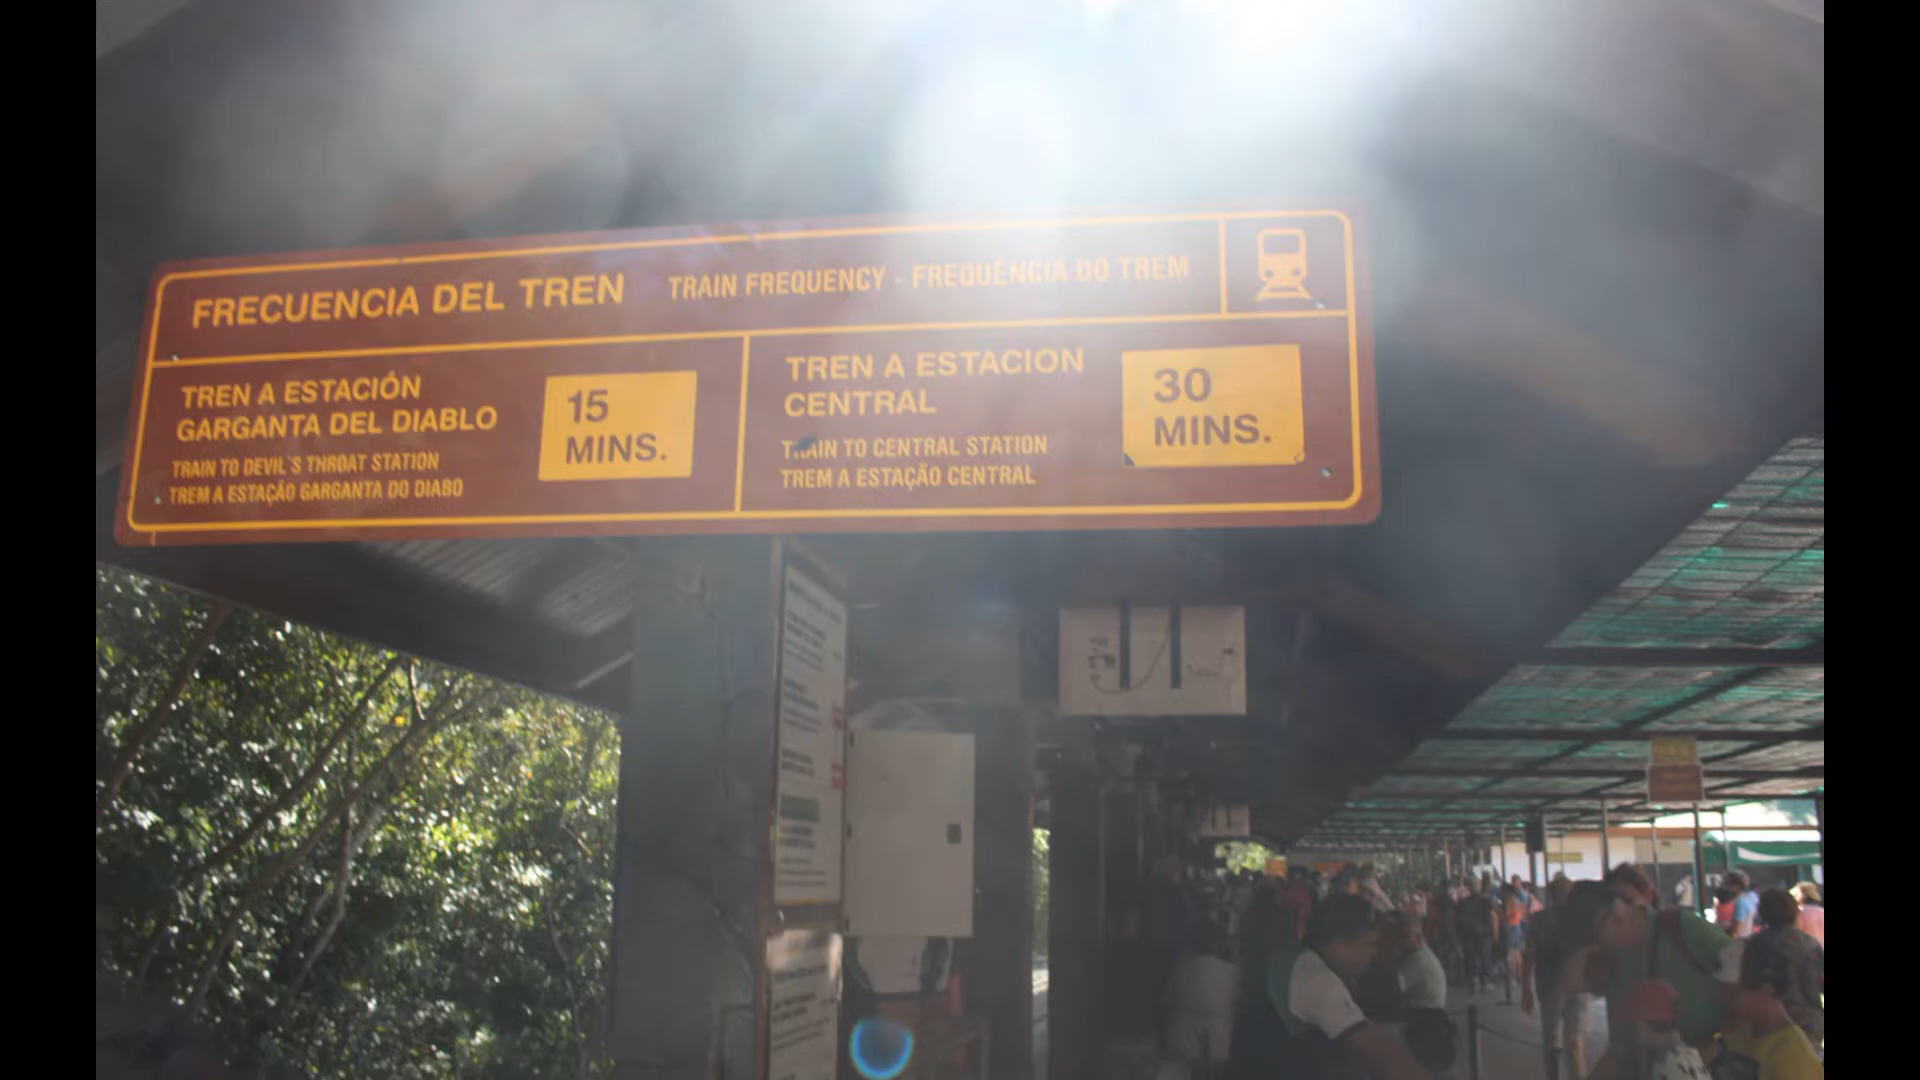 FRECUENCIA DEL TREN TRAIN FREQUENCY - FREQUÊNCIA DO TREM
TREN A ESTACIÓN
GARGANTA DEL DIABLO
TRAIN TO DEVIL'S THROAT STATION
TREM A ESTAÇÃO GARGANTA DO DIABO
15
MINS.
TREN A ESTACION
CENTRAL
TRAIN TO CENTRAL STATION
TREM A ESTAÇÃO CENTRAL
30
MINS.